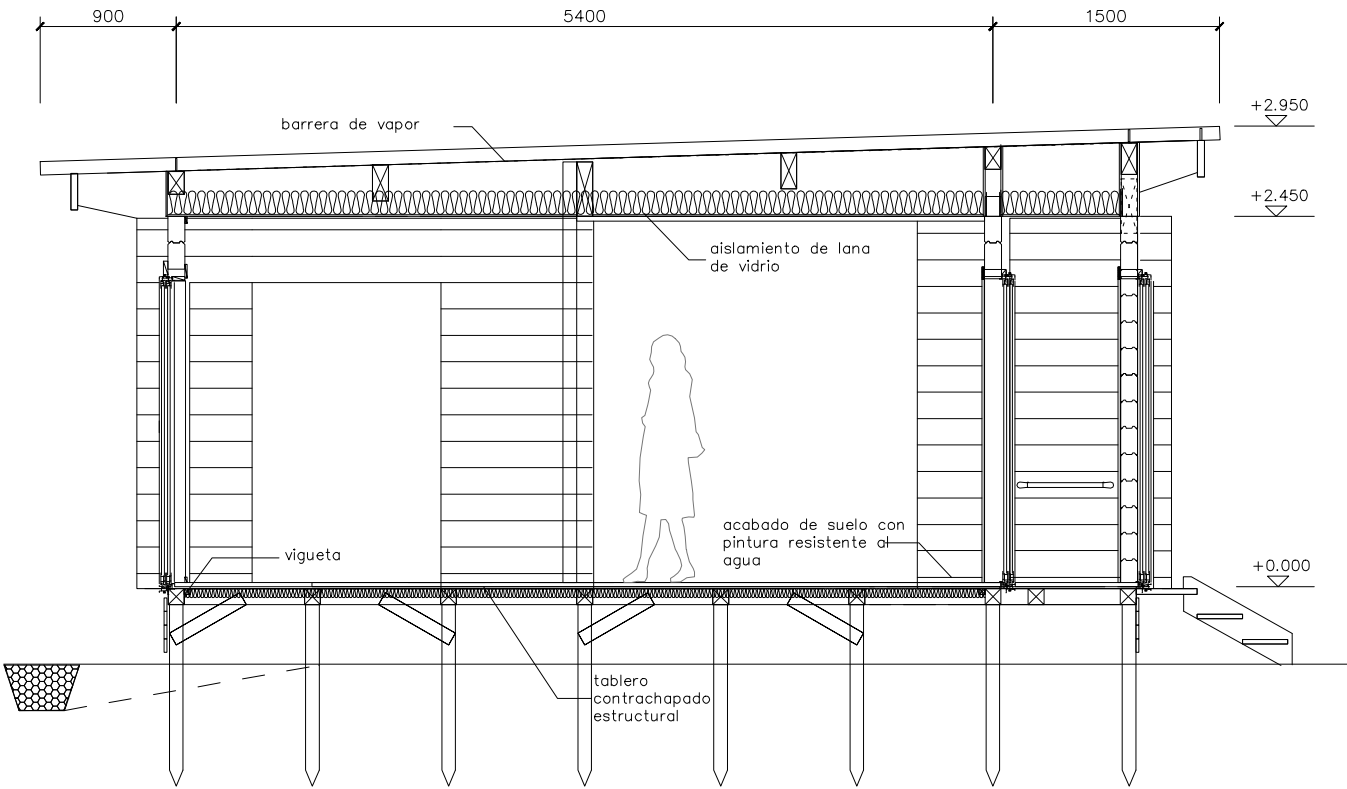 900
5400
1500
+2.950
barrera de vapor
+2.450
aislamiento de lana
de vidrio
acabado de suelo con
pintura resistente al
agua
vigueta
+0.000
tablero
contrachapado
estructural